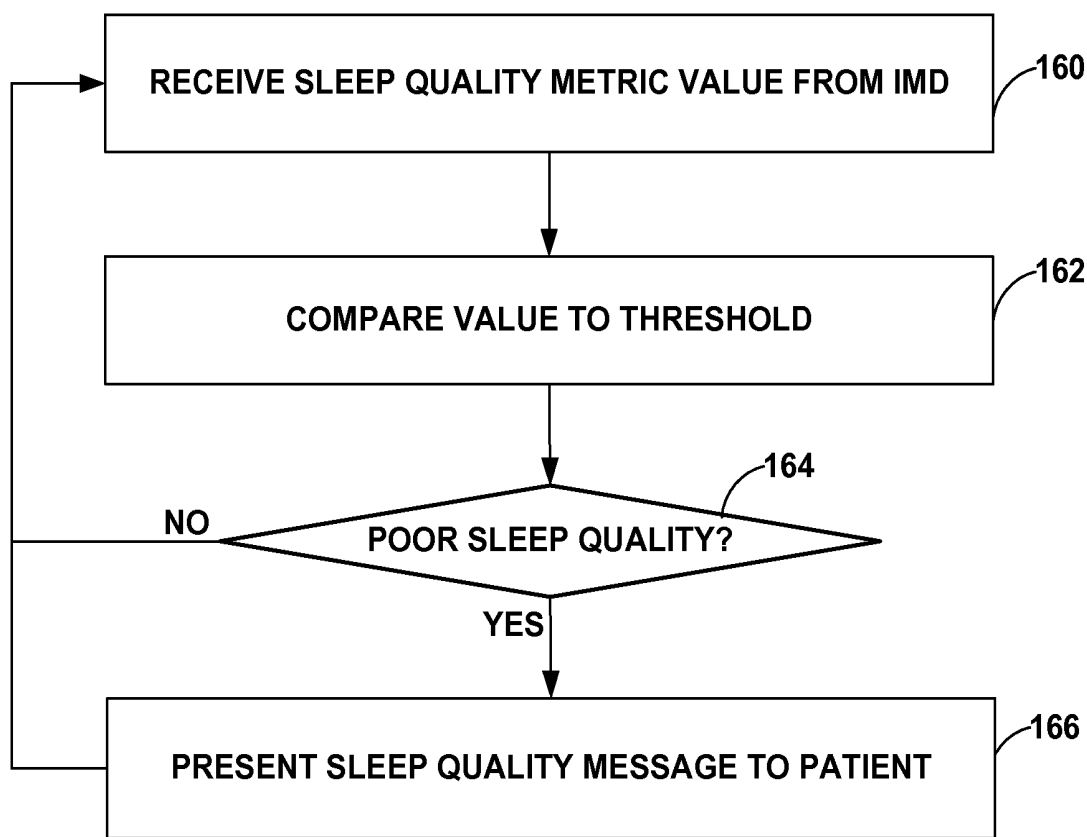 RECEIVE SLEEP QUALITY METRIC VALUE FROM IMD
160
COMPARE VALUE TO THRESHOLD
162
164
NO
POOR SLEEP QUALITY?
YES
PRESENT SLEEP QUALITY MESSAGE TO PATIENT
166